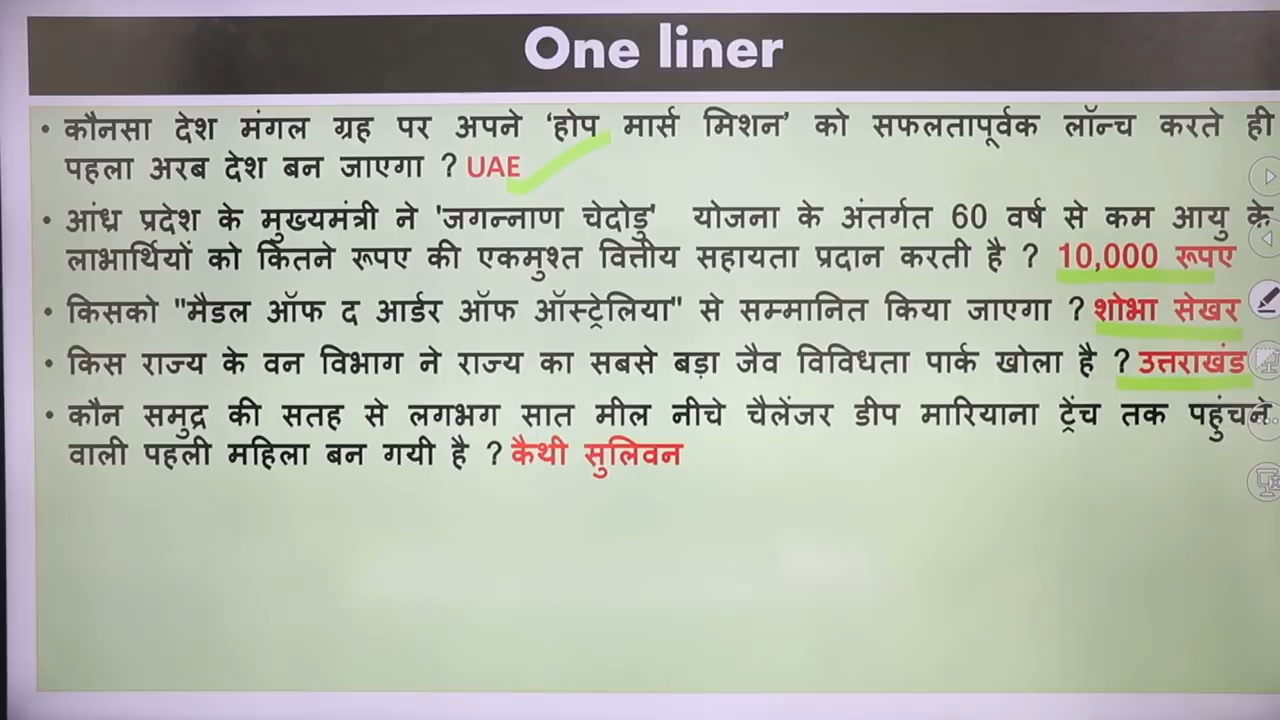 One liner
• कौनसा देश मंगल ग्रह पर अपने 'होप मार्स मिशन' को सफलतापूर्वक लॉन्च करते ही
पहला अरब देश बन जाएगा ? UAE
• आंध्र प्रदेश के मुख्यमंत्री ने 'जगन्नाण चेदोडु' योजना के अंतर्गत 60 वर्ष से कम आयु के
लाभार्थियों को कितने रूपए की एकमुश्त वित्तीय सहायता प्रदान करती है ? 10,000 रूपए
• किसको "मैडल ऑफ द आर्डर ऑफ ऑस्ट्रेलिया" से सम्मानित किया जाएगा ? शोभा सेखर
• किस राज्य के वन विभाग ने राज्य का सबसे बड़ा जैव विविधता पार्क खोला है ? उत्तराखंड
• कौन समुद्र की सतह से लगभग सात मील नीचे चैलेंजर डीप मारियाना ट्रेंच तक पहुंचने
वाली पहली महिला बन गयी है ? कैथी सुलिवन